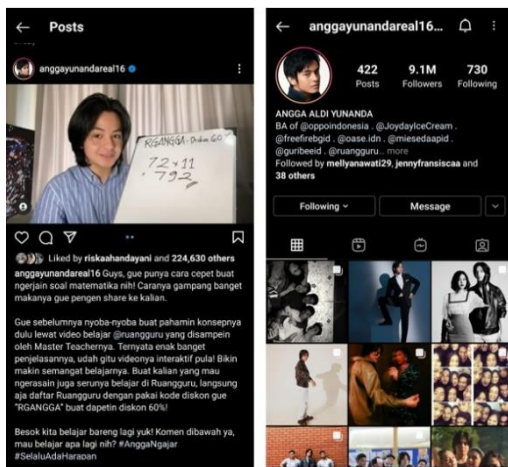 Posts
anggayunandareal16
RGANGGA - Diskon 60%
72 x 11
792
Liked by riskaahandayani and 224,630 others
anggayunandareal16 Guys, gue punya cara cepet buat
ngerjain soal matematika nih! Caranya gampang banget
makanya gue pengen share ke kalian.
Gue sebelumnya nyoba-nyoba buat pahamin konsepnya
dulu lewat video belajar @ruangguru yang disampein
oleh Master Teachernya. Ternyata enak banget
penjelasannya, udah gitu videonya interaktif pula! Bikin
makin semangat belajarnya. Buat kalian yang mau
ngerasain juga serunya belajar di Ruangguru, langsung
aja daftar Ruangguru dengan pakai kode diskon gue
"RGANGGA" buat dapetin diskon 60%!
Besok kita belajar bareng lagi yuk! Komen dibawah ya,
mau belajar apa lagi nih? #AnggaNgajar
#SelaluAdaHarapan
anggayunandareal16...
422 9.1M 730
Posts Followers Following
ANGGA ALDI YUNANDA
BA of @oppoindonesia . @JoydayIceCream .
@freefirebgid . @oase.idn . @miesedaapid .
@guribeeid . @ruangguru... more
Followed by mellyanawati29, jennyfransiscaa and
38 others
Following Message